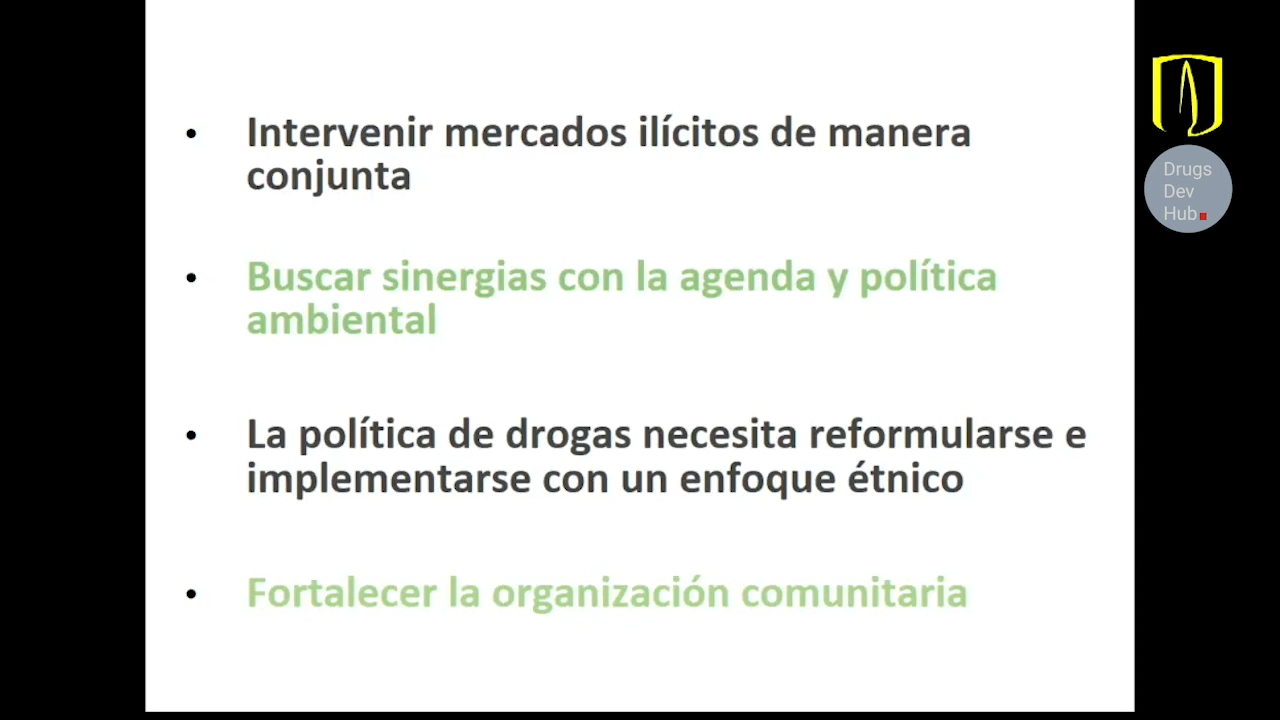 • Intervenir mercados ilícitos de manera
conjunta
• Buscar sinergias con la agenda y política
ambiental
• La política de drogas necesita reformularse e
implementarse con un enfoque étnico
• Fortalecer la organización comunitaria
Drugs
Dev
Hub